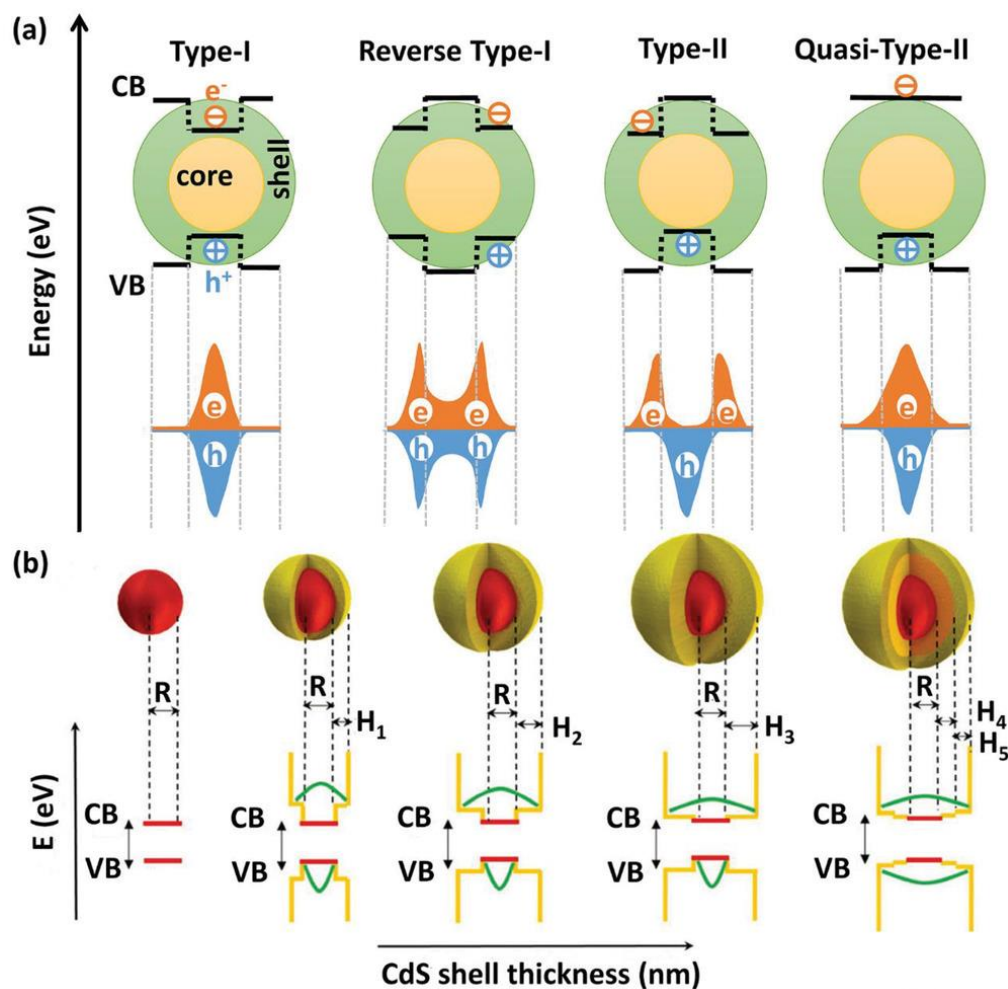 (a)
Type-I
Reverse Type-I
Type-II
Quasi-Type-II
CB
e⁻
⊖
⊖
⊖
⊖
core
shell
Energy (eV)
VB
⊕
h⁺
⊕
⊕
⊕
e
e e
e e
e
h
h h
h
h
(b)
R
R
H₁
R
H₂
R
H₃
R
H₄
H₅
E (eV)
CB
VB
CB
VB
CB
VB
CB
VB
CB
VB
CdS shell thickness (nm)